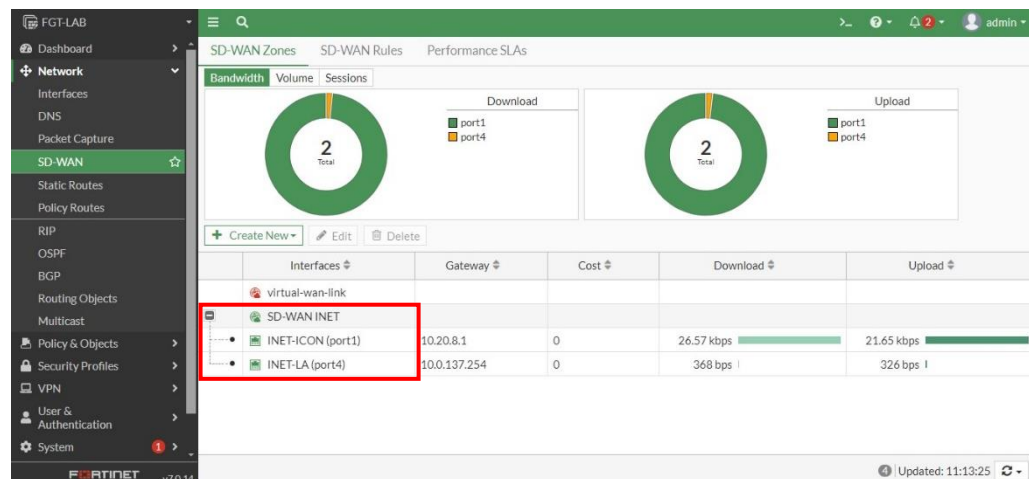 FGT-LAB
>_
?
2
admin
Dashboard
SD-WAN Zones SD-WAN Rules Performance SLAs
Network
Bandwidth Volume Sessions
Interfaces
DNS
Packet Capture
SD-WAN
Static Routes
Policy Routes
RIP
OSPF
BGP
Routing Objects
Multicast
Policy & Objects
Security Profiles
VPN
User &
Authentication
System 1
FORTINET
Download
port1
port4
2
Total
Upload
port1
port4
2
Total
+ Create New Edit Delete
Interfaces Gateway Cost Download Upload
virtual-wan-link
SD-WAN INET
INET-ICON (port1) 10.20.8.1 0 26.57 kbps 21.65 kbps
INET-LA (port4) 10.0.137.254 0 368 bps 326 bps
4 Updated: 11:13:25